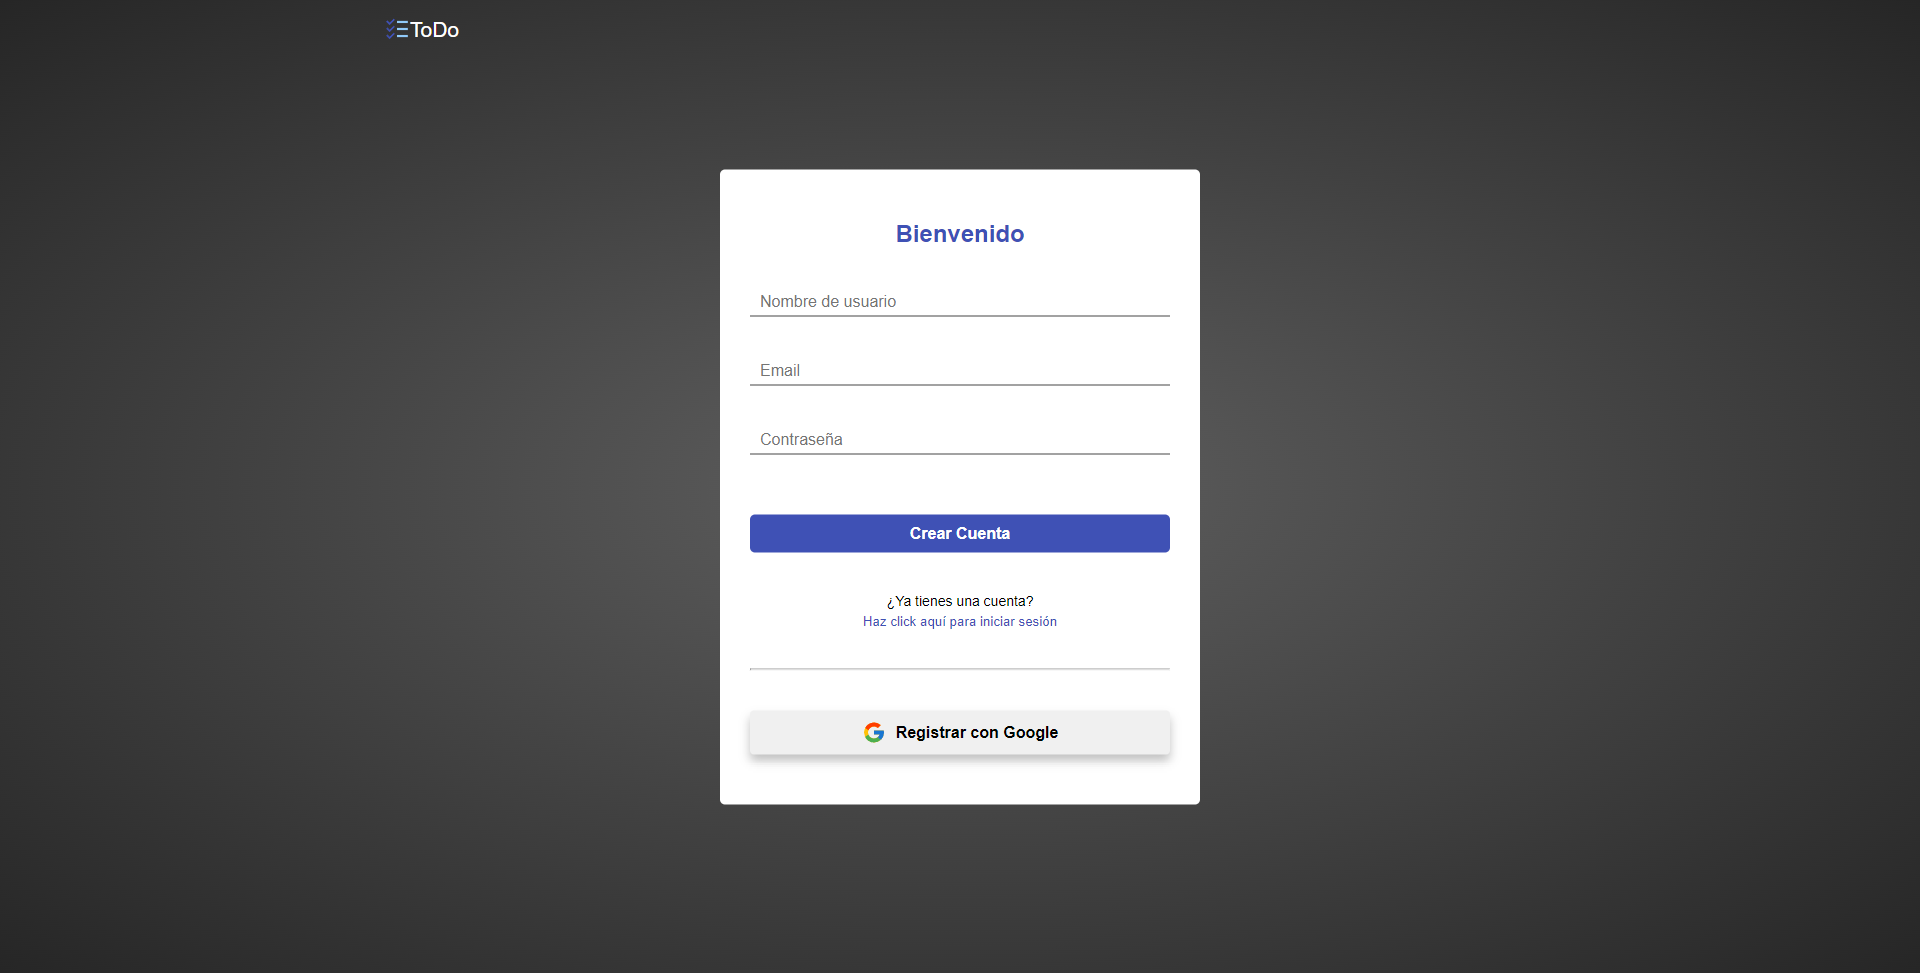 ToDo
Bienvenido
Nombre de usuario
Email
Contraseña
Crear Cuenta
¿Ya tienes una cuenta?
Haz click aquí para iniciar sesión
Registrar con Google